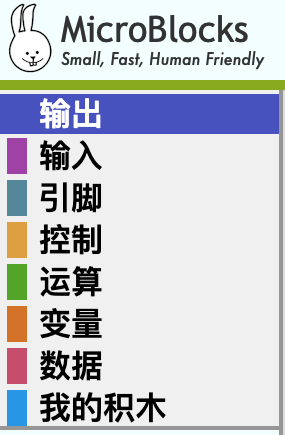 MicroBlocks
Small, Fast, Human Friendly
输出
输入
引脚
控制
运算
变量
数据
我的积木